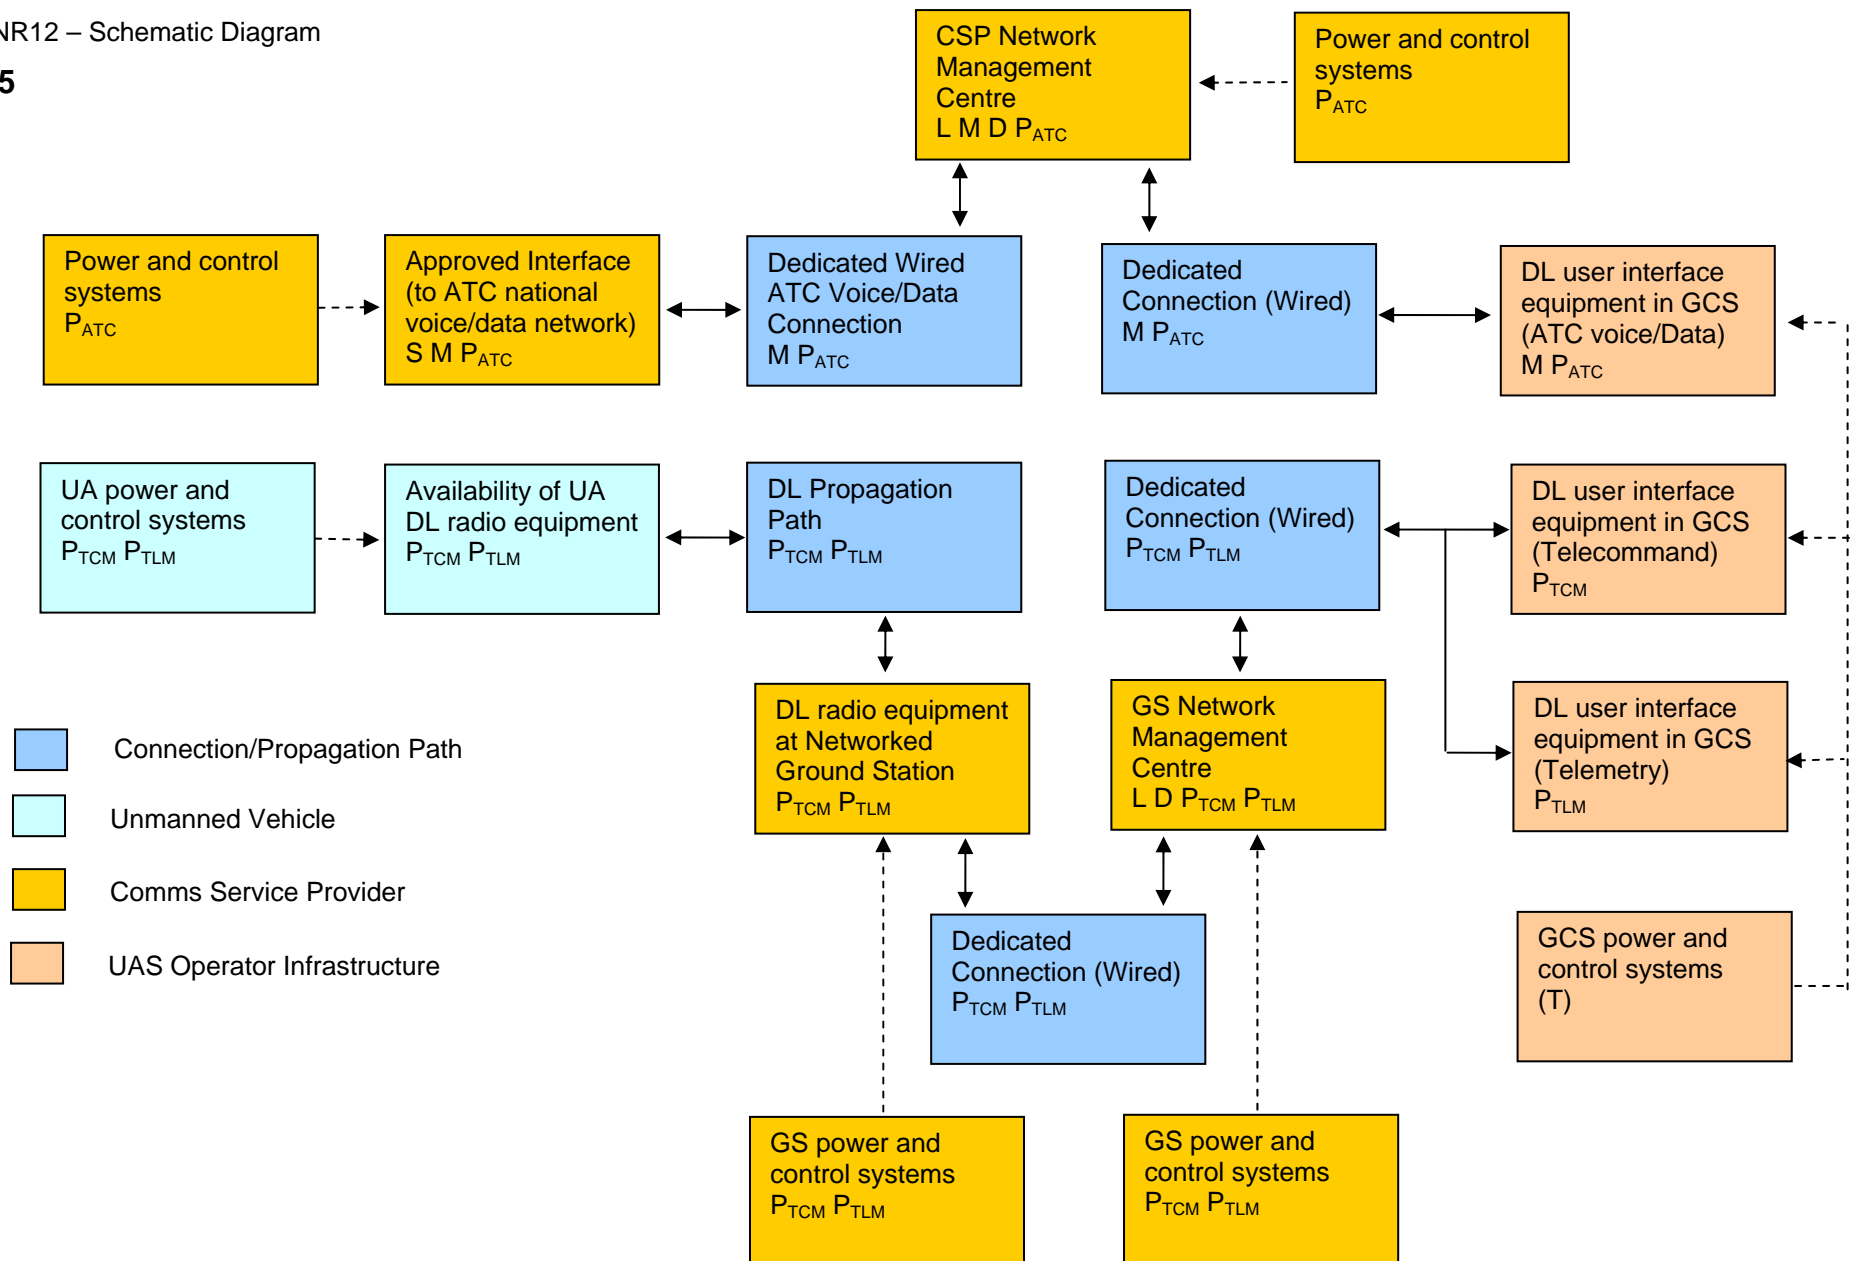 NR12 – Schematic Diagram
5
CSP Network
Management
Centre
L M D PATC
Power and control
systems
PATC
Power and control
systems
PATC
Approved Interface
(to ATC national
voice/data network)
S M PATC
Dedicated Wired
ATC Voice/Data
Connection
M PATC
Dedicated
Connection (Wired)
M PATC
DL user interface
equipment in GCS
(ATC voice/Data)
M PATC
UA power and
control systems
PTCM PTLM
Availability of UA
DL radio equipment
PTCM PTLM
DL Propagation
Path
PTCM PTLM
Dedicated
Connection (Wired)
PTCM PTLM
DL user interface
equipment in GCS
(Telecommand)
PTCM
DL radio equipment
at Networked
Ground Station
PTCM PTLM
GS Network
Management
Centre
L D PTCM PTLM
DL user interface
equipment in GCS
(Telemetry)
PTLM
Connection/Propagation Path
Unmanned Vehicle
Comms Service Provider
UAS Operator Infrastructure
Dedicated
Connection (Wired)
PTCM PTLM
GCS power and
control systems
(T)
GS power and
control systems
PTCM PTLM
GS power and
control systems
PTCM PTLM